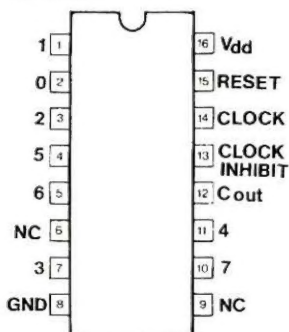 1 1
0 2
2 3
5 4
6 5
NC 6
3 7
GND 8
16 Vdd
15 RESET
14 CLOCK
13 CLOCK
INHIBIT
12 Cout
11 4
10 7
9 NC